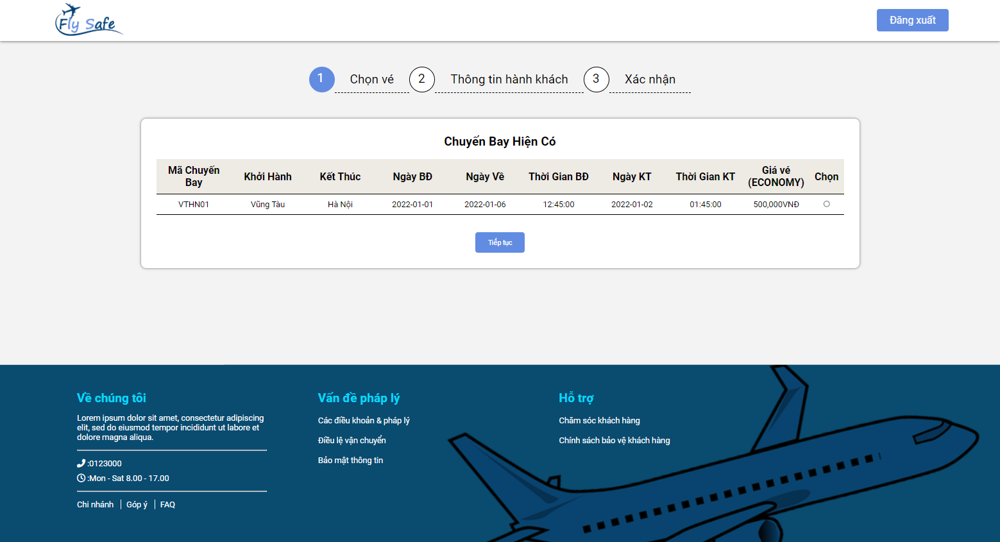 Fly Safe
Đăng xuất
1 Chọn vé 2 Thông tin hành khách 3 Xác nhận
Chuyến Bay Hiện Có
Mã Chuyến Bay Khởi Hành Kết Thúc Ngày BĐ Ngày Về Thời Gian BĐ Ngày KT Thời Gian KT Giá vé (ECONOMY) Chọn
VTHN01 Vũng Tàu Hà Nội 2022-01-01 2022-01-06 12:45:00 2022-01-02 01:45:00 500,000VNĐ
Tiếp tục
Về chúng tôi
Lorem ipsum dolor sit amet, consectetur adipiscing
elit, sed do eiusmod tempor incididunt ut labore et
dolore magna aliqua.
:0123000
:Mon - Sat 8.00 - 17.00
Chi nhánh Góp ý FAQ
Vấn đề pháp lý
Các điều khoản & pháp lý
Điều lệ vận chuyển
Bảo mật thông tin
Hỗ trợ
Chăm sóc khách hàng
Chính sách bảo vệ khách hàng